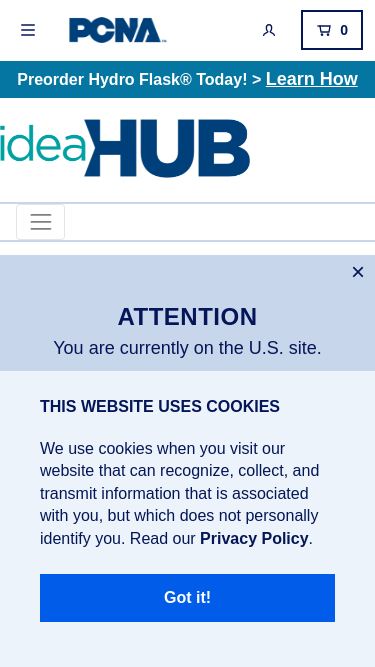 PCNA
0
Preorder Hydro Flask® Today! > Learn How
ideaHUB
ATTENTION
You are currently on the U.S. site.
THIS WEBSITE USES COOKIES
We use cookies when you visit our
website that can recognize, collect, and
transmit information that is associated
with you, but which does not personally
identify you. Read our Privacy Policy.
Got it!